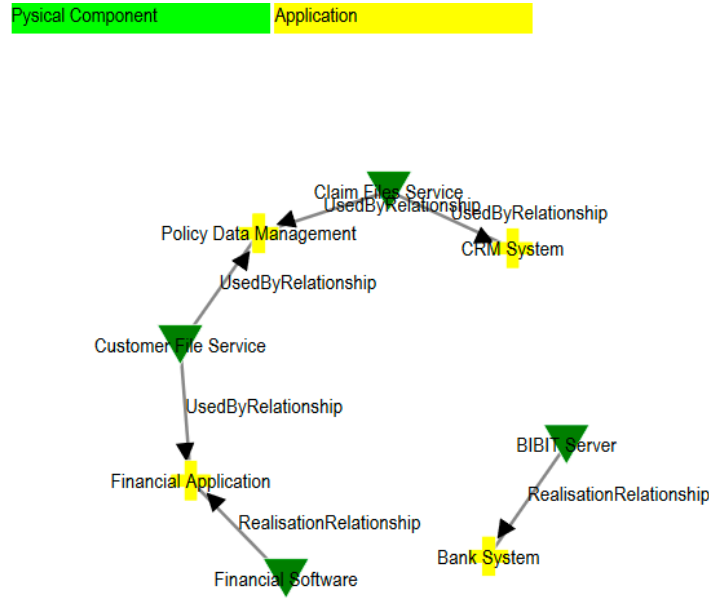 Pysical Component
Application
Claim Files Service
UsedByRelationship
UsedByRelationship
Policy Data Management
CRM System
UsedByRelationship
Customer File Service
UsedByRelationship
BIBIT Server
Financial Application
RealisationRelationship
RealisationRelationship
Bank System
Financial Software